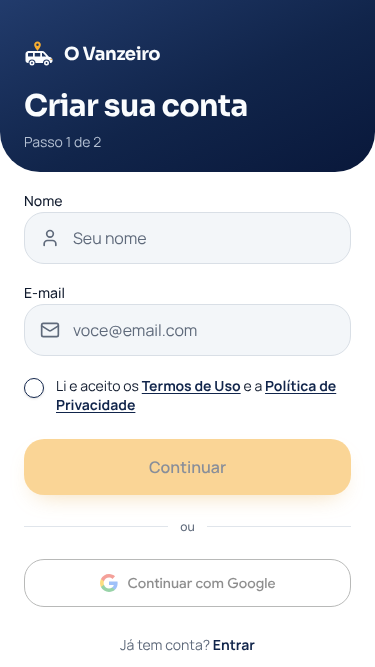 O Vanzeiro
Criar sua conta
Passo 1 de 2
Nome
Seu nome
E-mail
voce@email.com
Li e aceito os Termos de Uso e a Política de
Privacidade
Continuar
ou
Continuar com Google
Já tem conta? Entrar